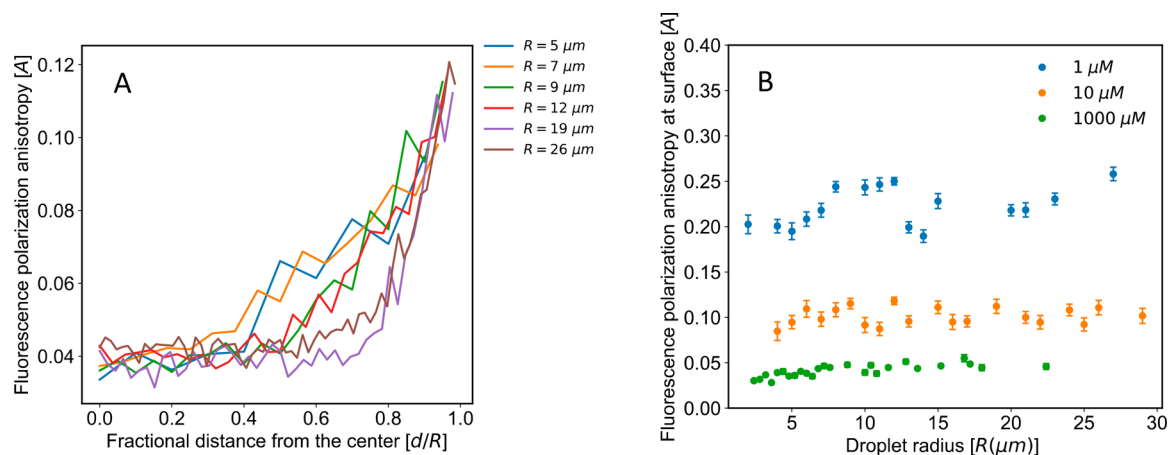 A
Fluorescence polarization anisotropy [A]
0.12
0.10
0.08
0.06
0.04
0.0
0.2
0.4
0.6
0.8
1.0
Fractional distance from the center [d/R]
R = 5 μm
R = 7 μm
R = 9 μm
R = 12 μm
R = 19 μm
R = 26 μm
B
Fluorescence polarization anisotropy at surface [A]
0.40
0.35
0.30
0.25
0.20
0.15
0.10
0.05
0.00
5
10
15
20
25
30
Droplet radius [R(μm)]
1 μM
10 μM
1000 μM